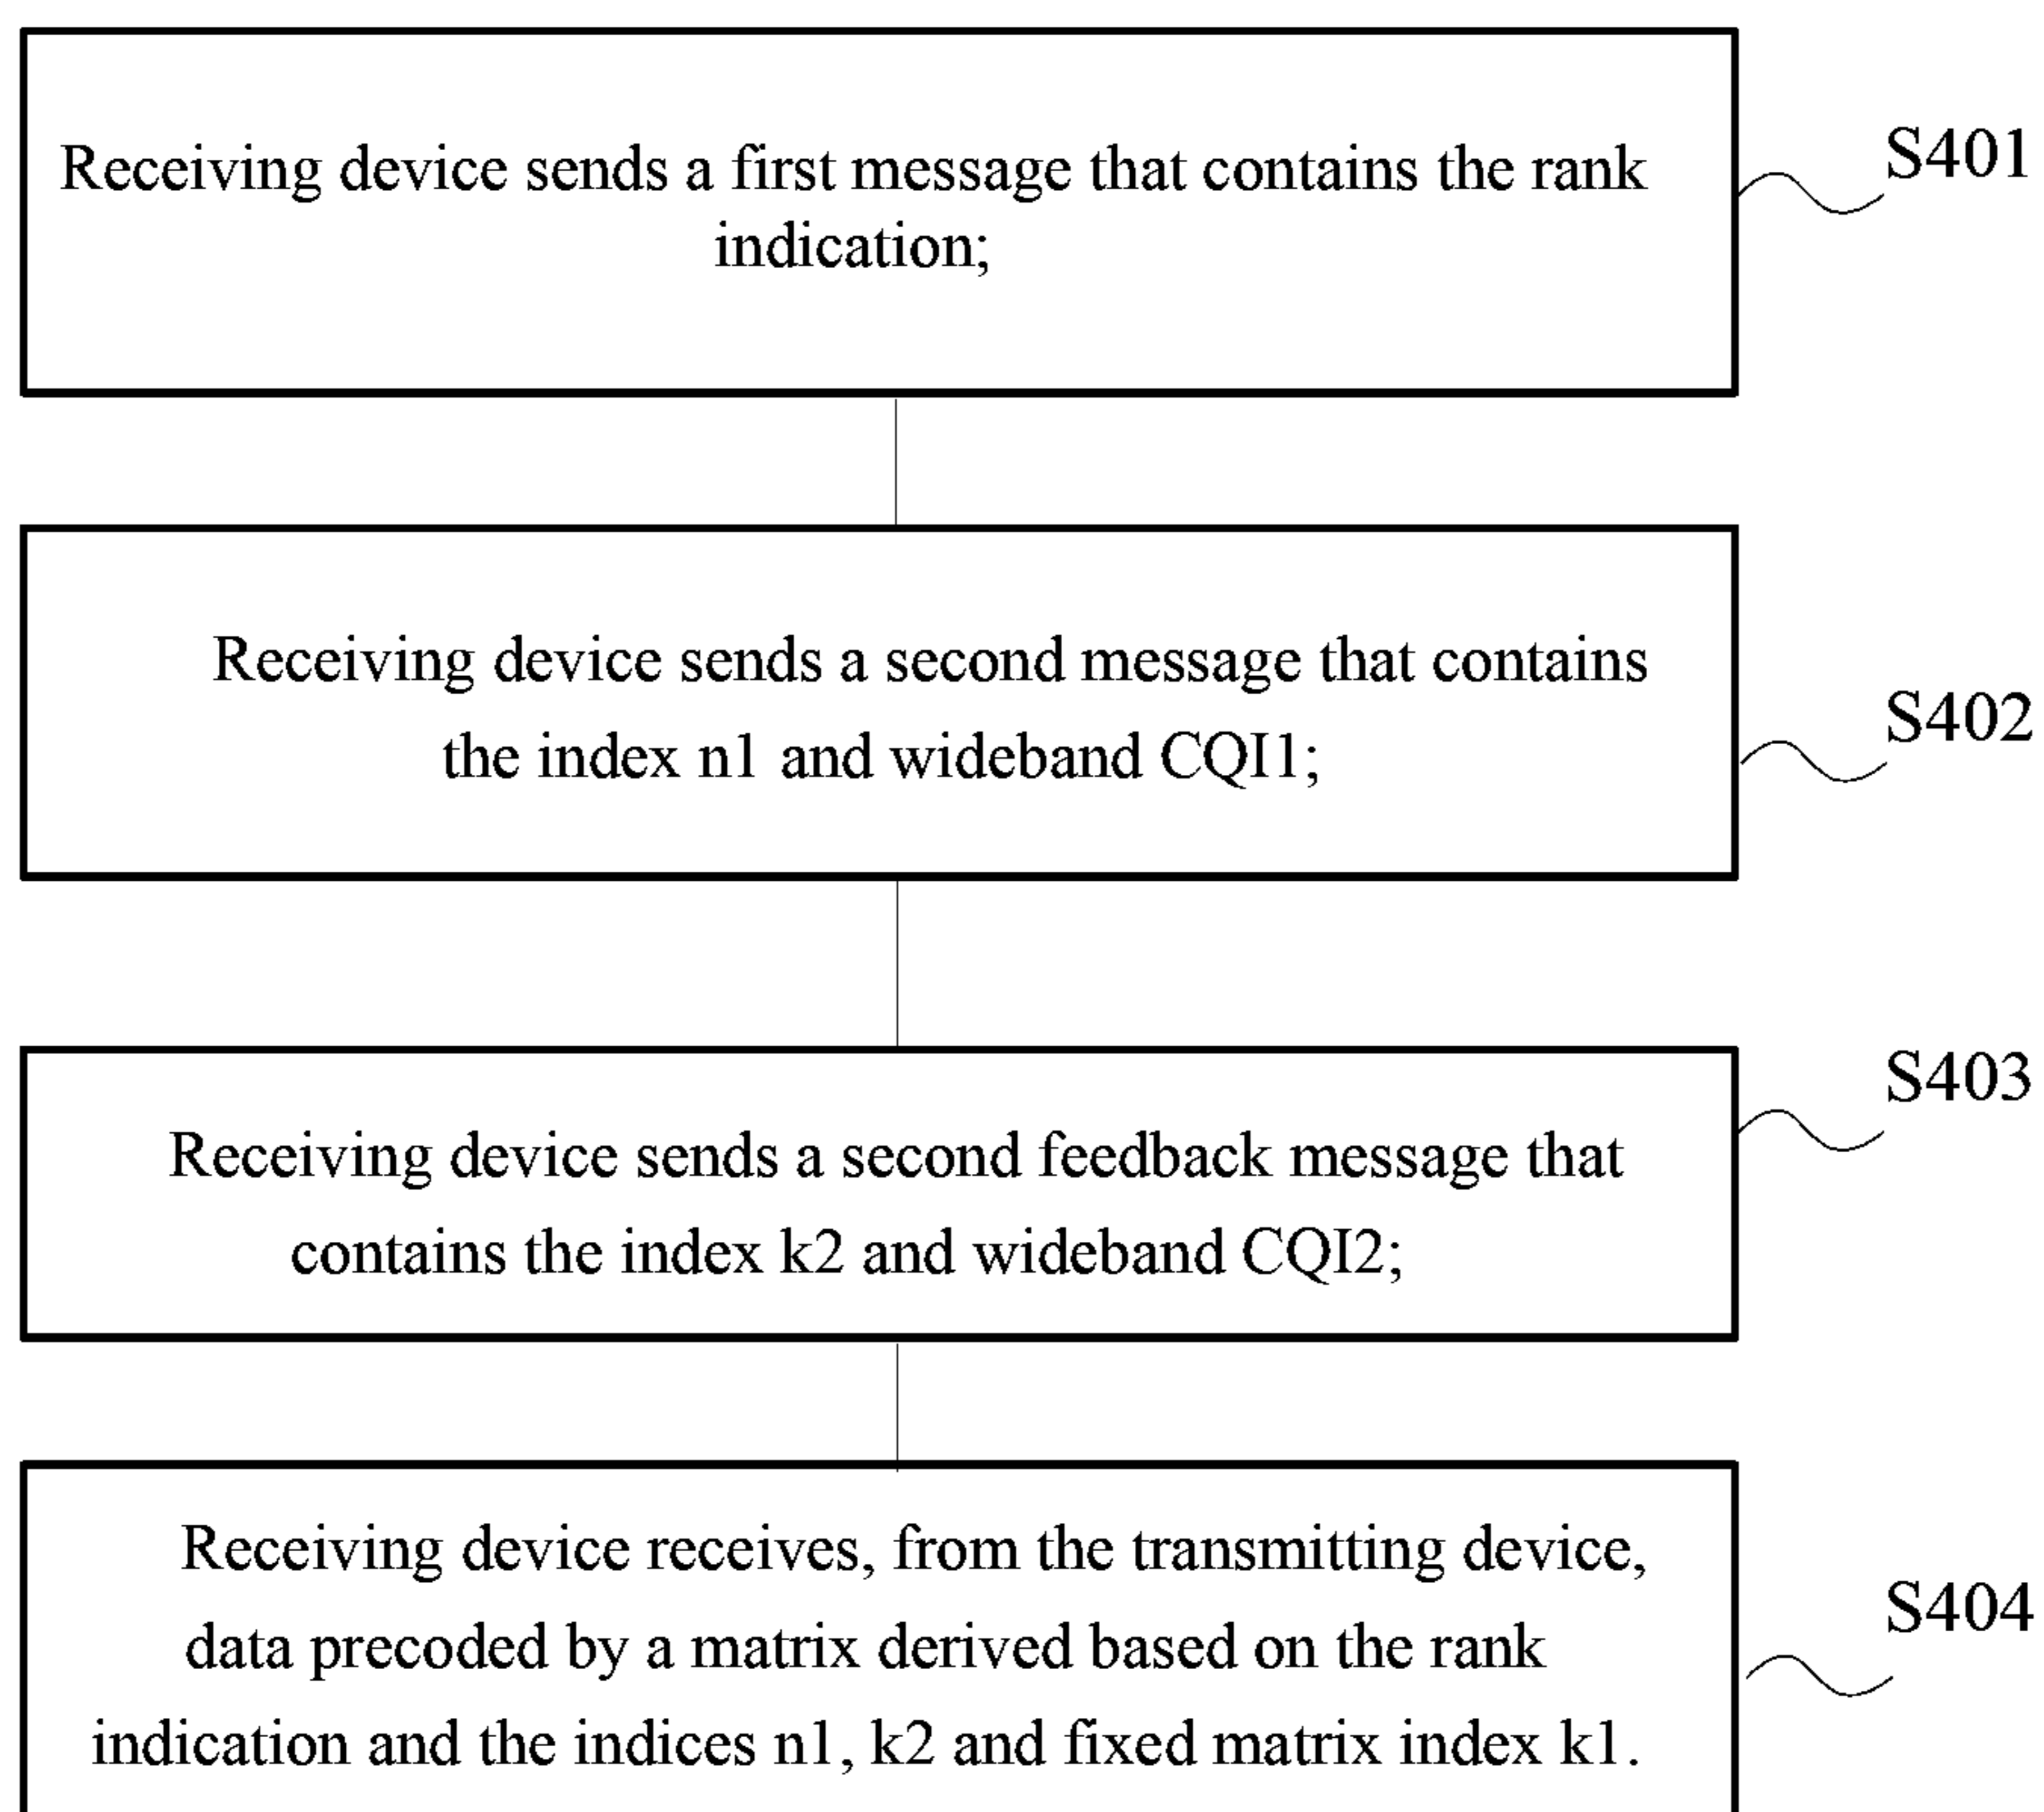 Receiving device sends a first message that contains the rank
indication;
S401
Receiving device sends a second message that contains
the index n1 and wideband CQI1;
S402
Receiving device sends a second feedback message that
contains the index k2 and wideband CQI2;
S403
Receiving device receives, from the transmitting device,
data precoded by a matrix derived based on the rank
indication and the indices n1, k2 and fixed matrix index k1.
S404